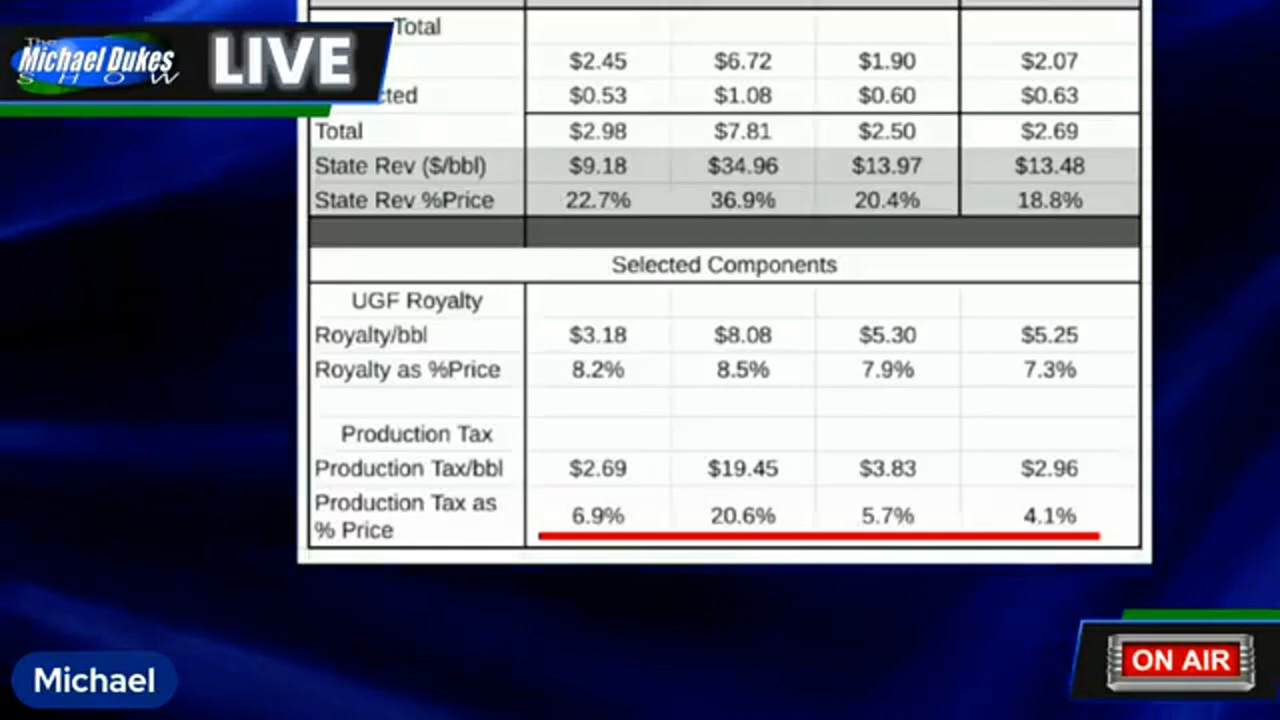 The
Michael Dukes
SHOW
LIVE
Total
$2.45 $6.72 $1.90 $2.07
cted $0.53 $1.08 $0.60 $0.63
Total $2.98 $7.81 $2.50 $2.69
State Rev ($/bbl) $9.18 $34.96 $13.97 $13.48
State Rev %Price 22.7% 36.9% 20.4% 18.8%
Selected Components
UGF Royalty
Royalty/bbl $3.18 $8.08 $5.30 $5.25
Royalty as %Price 8.2% 8.5% 7.9% 7.3%
Production Tax
Production Tax/bbl $2.69 $19.45 $3.83 $2.96
Production Tax as
% Price 6.9% 20.6% 5.7% 4.1%
Michael
ON AIR